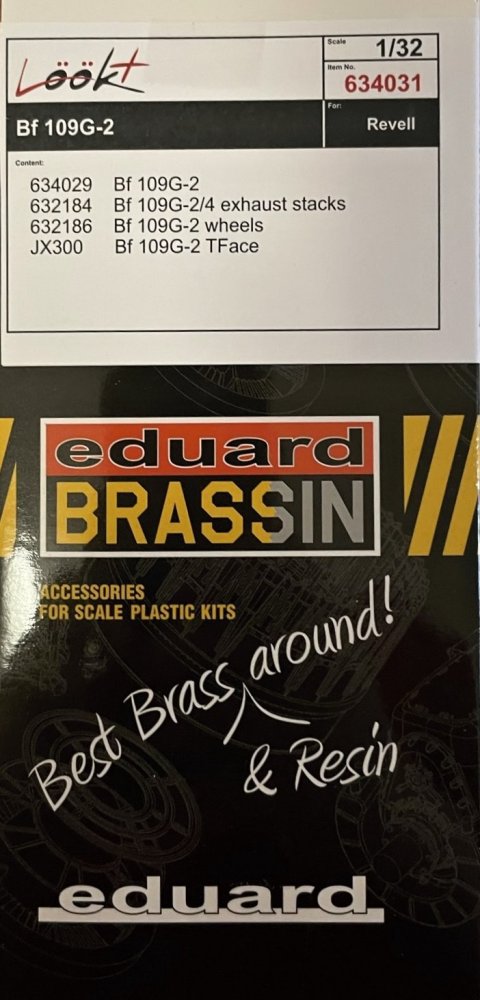 Löök+
Scale
1/32
Item No.
634031
Bf 109G-2
For:
Revell
Content:
634029 Bf 109G-2
632184 Bf 109G-2/4 exhaust stacks
632186 Bf 109G-2 wheels
JX300 Bf 109G-2 TFace
eduard
BRASSIN
ACCESSORIES
FOR SCALE PLASTIC KITS
Best Brass around!
& Resin
eduard